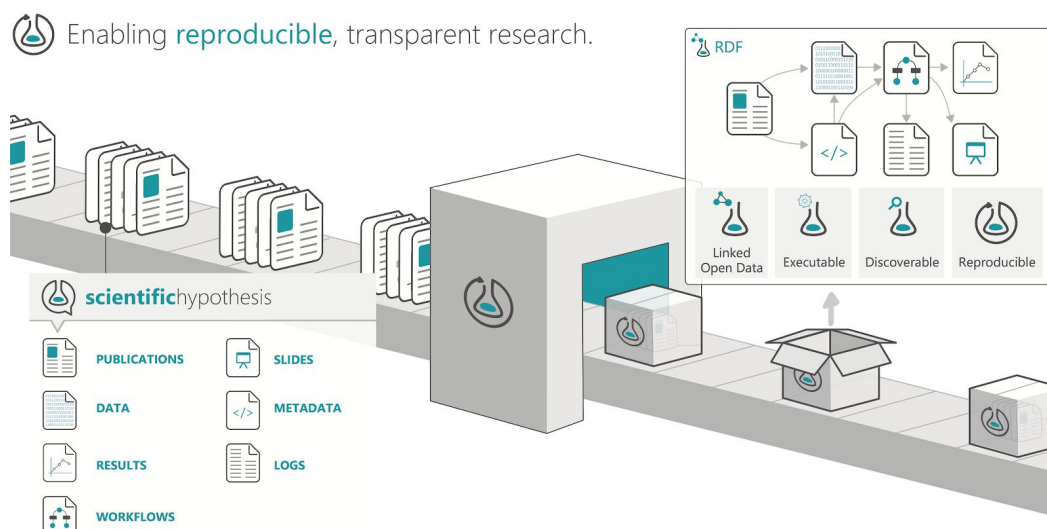 Enabling reproducible, transparent research.
RDF
</>
Linked
Open Data
Executable
Discoverable
Reproducible
scientifichypothesis
PUBLICATIONS
SLIDES
DATA
</>
METADATA
RESULTS
LOGS
WORKFLOWS